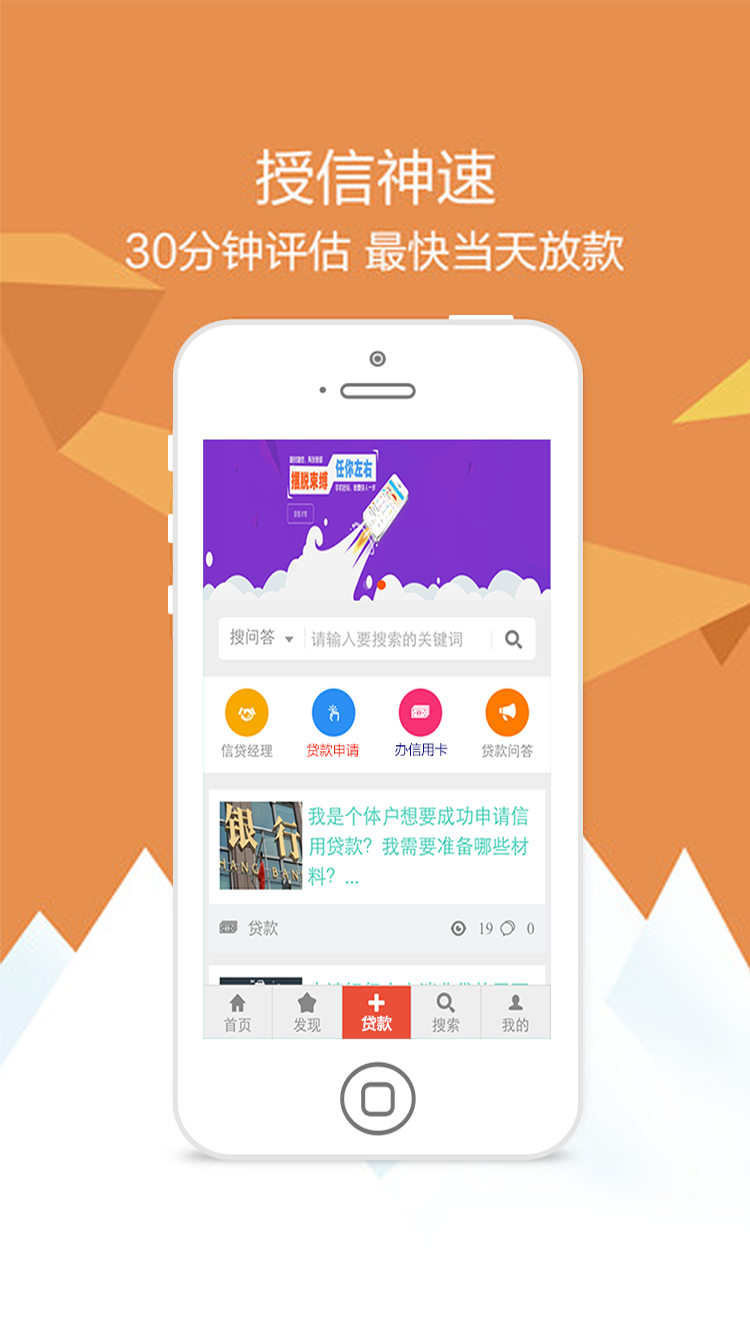 授信神速
30分钟评估 最快当天放款
摆脱束缚
任你左右
搜问答
请输入要搜索的关键词
信贷经理
贷款申请
办信用卡
贷款问答
银行
我是个体户想要成功申请信
用贷款？我需要准备哪些材
料？...
贷款
19
0
首页
发现
贷款
搜索
我的